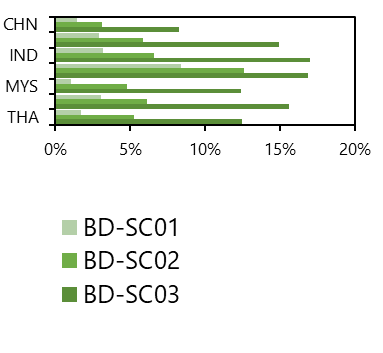 CHN
IND
MYS
THA
0% 5% 10% 15% 20%
BD-SC01
BD-SC02
BD-SC03